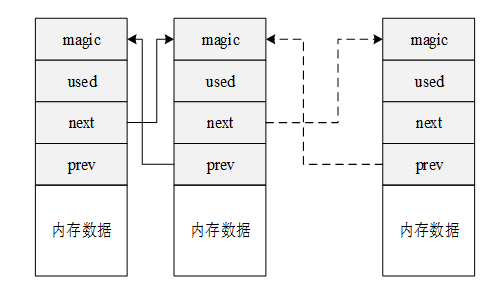 magic magic magic
used used used
next next next
prev prev prev
内存数据 内存数据 内存数据